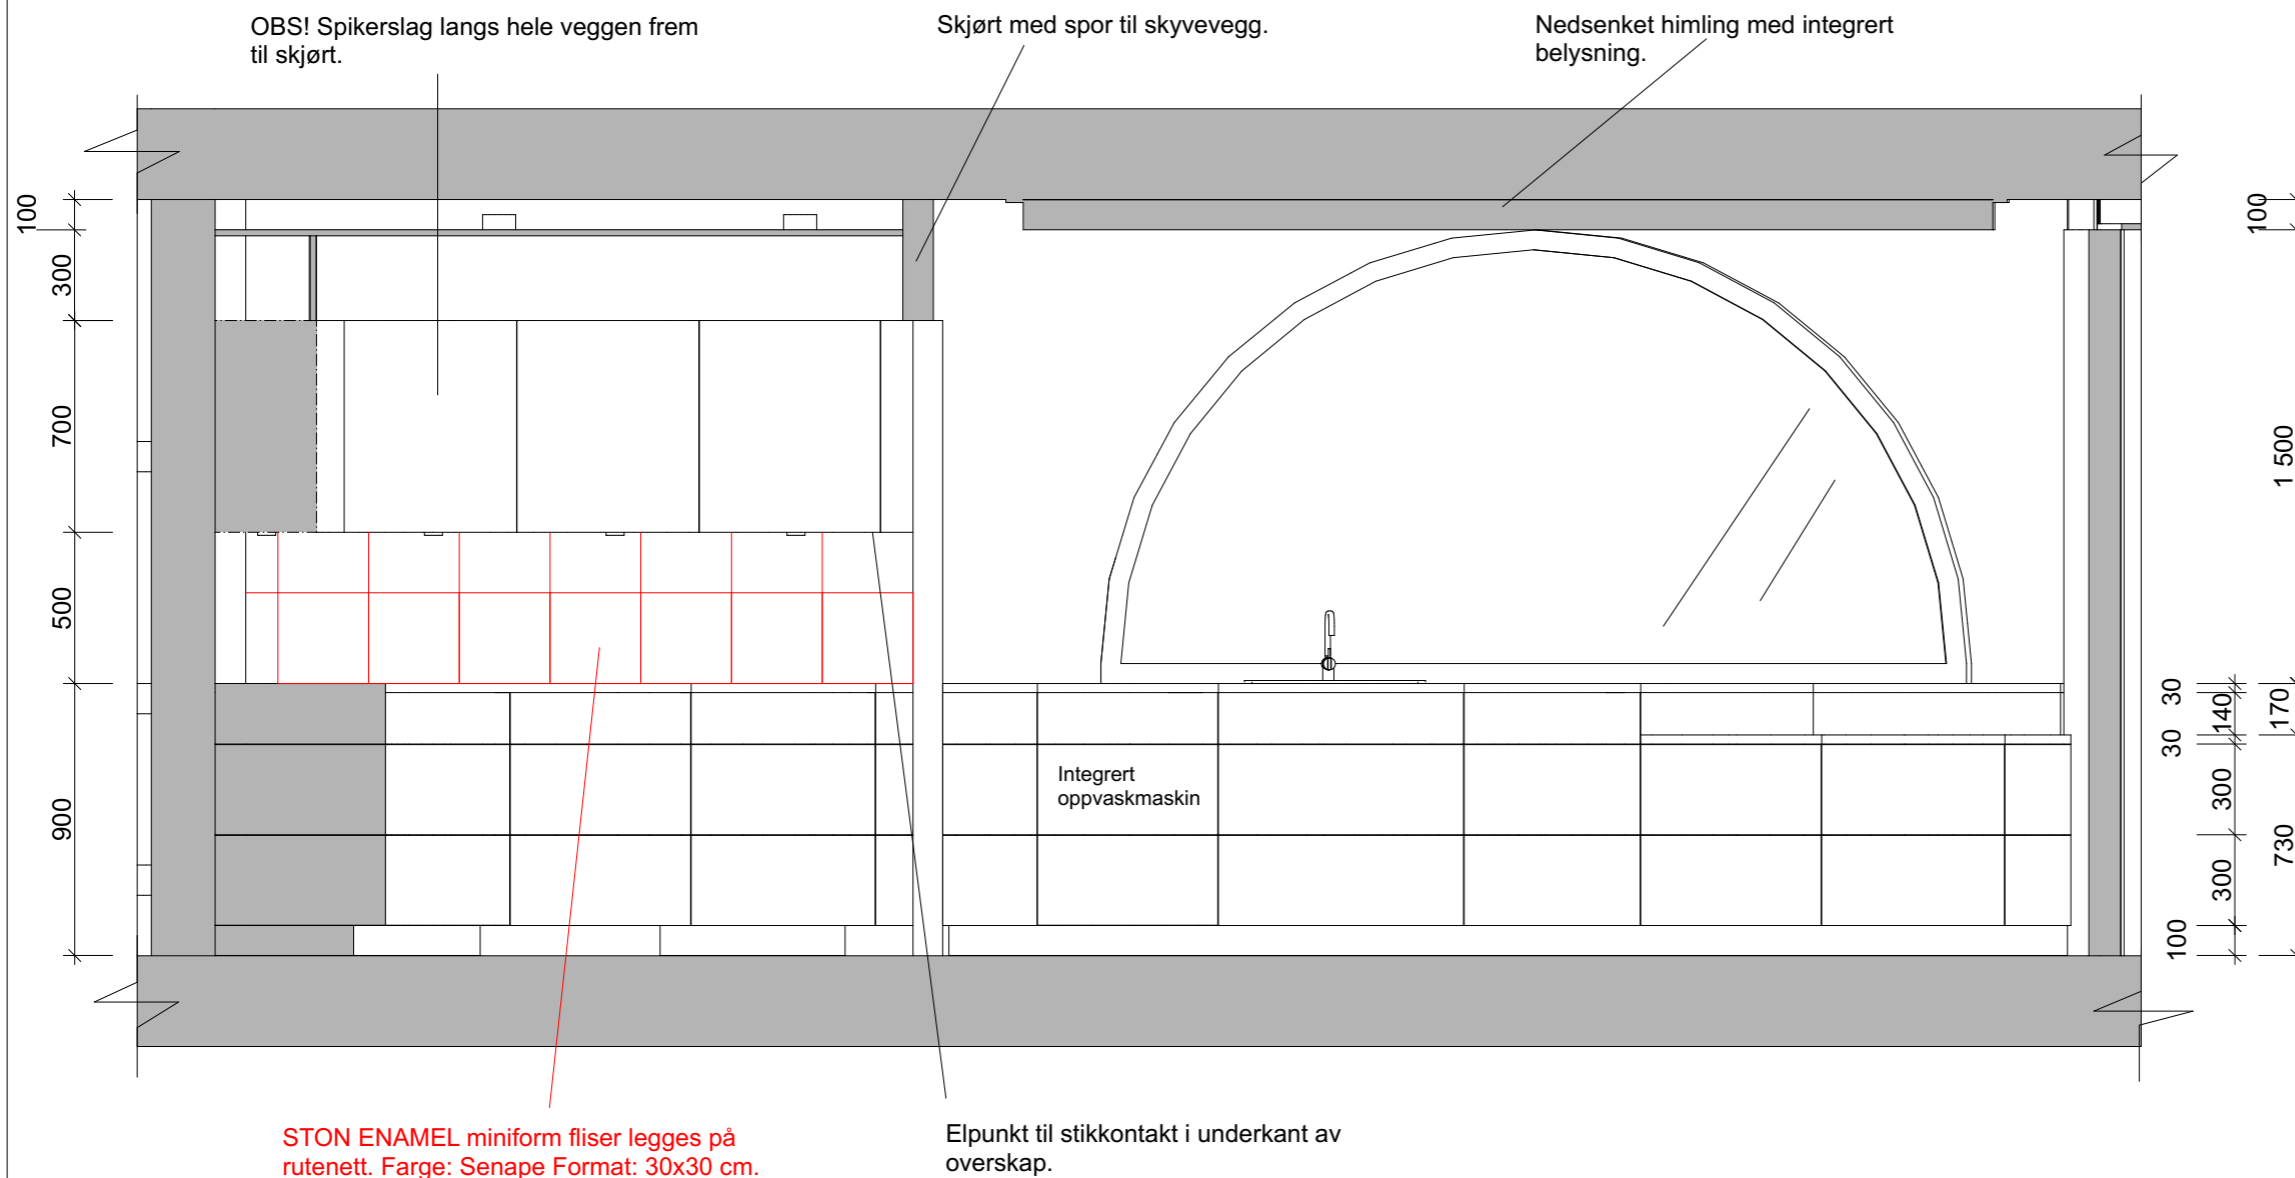 OBS! Spikerslag langs hele veggen frem
til skjørt.
Skjørt med spor til skyvevegg.
Nedsenket himling med integrert
belysning.
100
300
700
500
900
100
1 500
30
140
170
30
300
300
730
100
Integrert
oppvaskmaskin
STON ENAMEL miniform fliser legges på
rutenett. Farge: Senape Format: 30x30 cm.
Elpunkt til stikkontakt i underkant av
overskap.